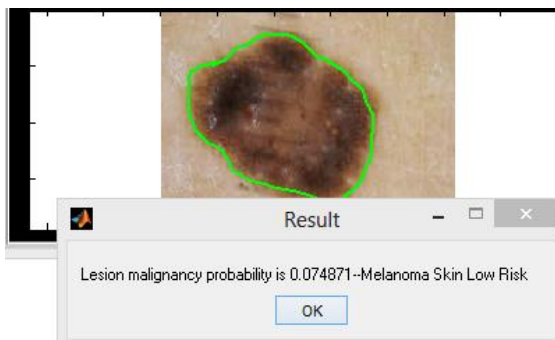 Result
Lesion malignancy probability is 0.074871--Melanoma Skin Low Risk
OK